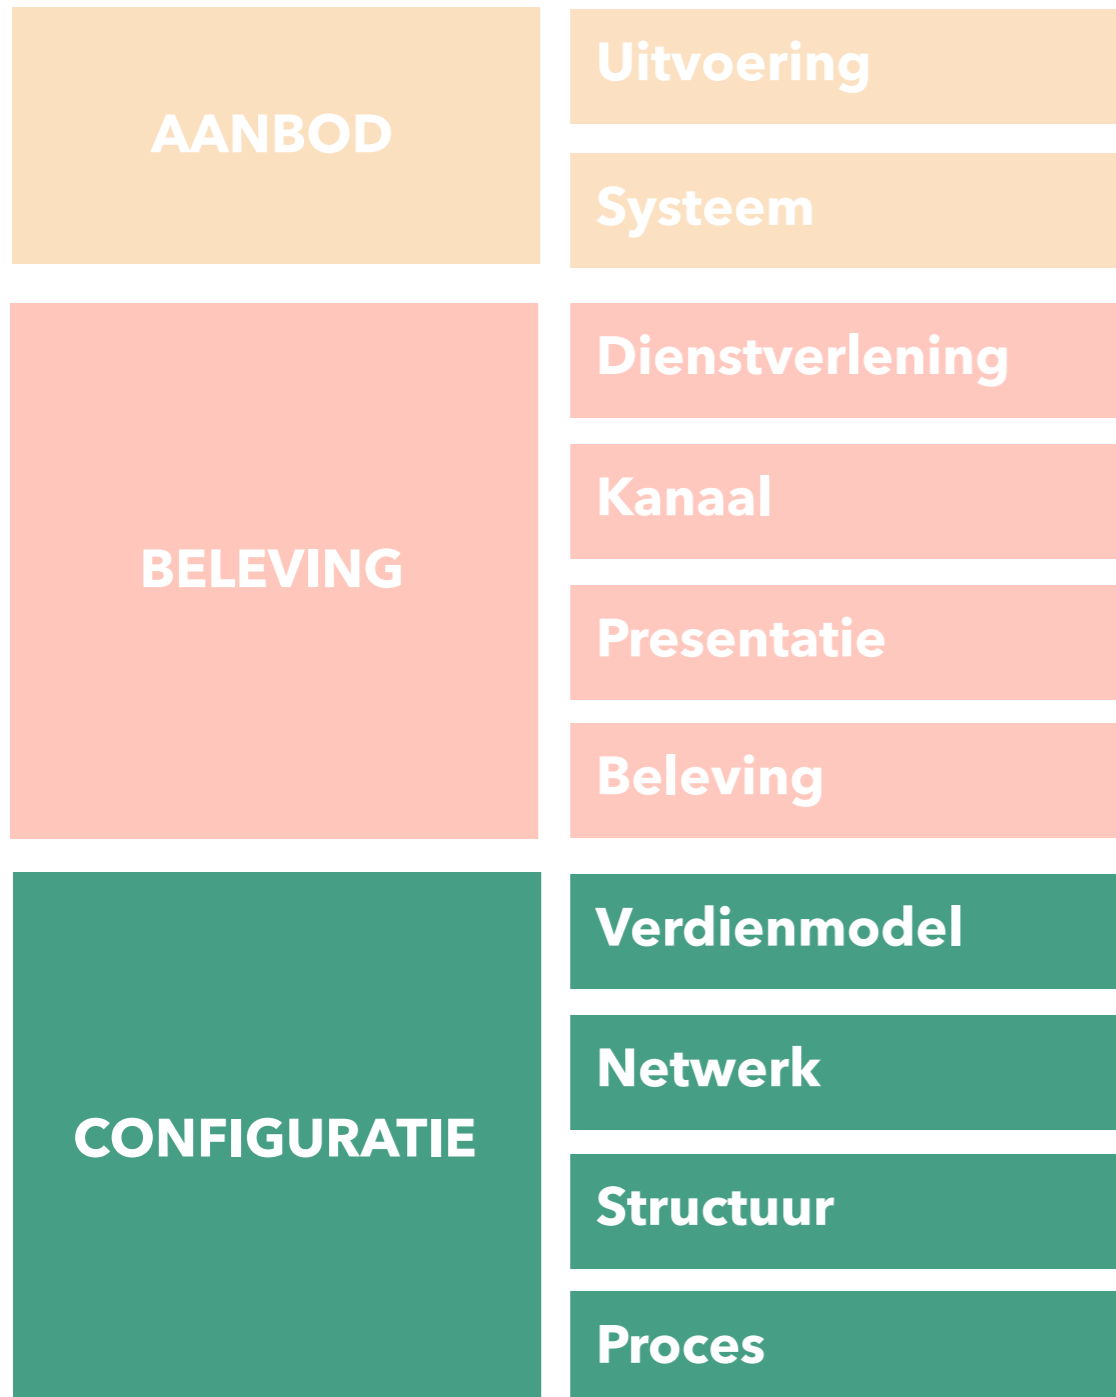 AANBOD
Uitvoering
Systeem
BELEVING
Dienstverlening
Kanaal
Presentatie
Beleving
CONFIGURATIE
Verdienmodel
Netwerk
Structuur
Proces